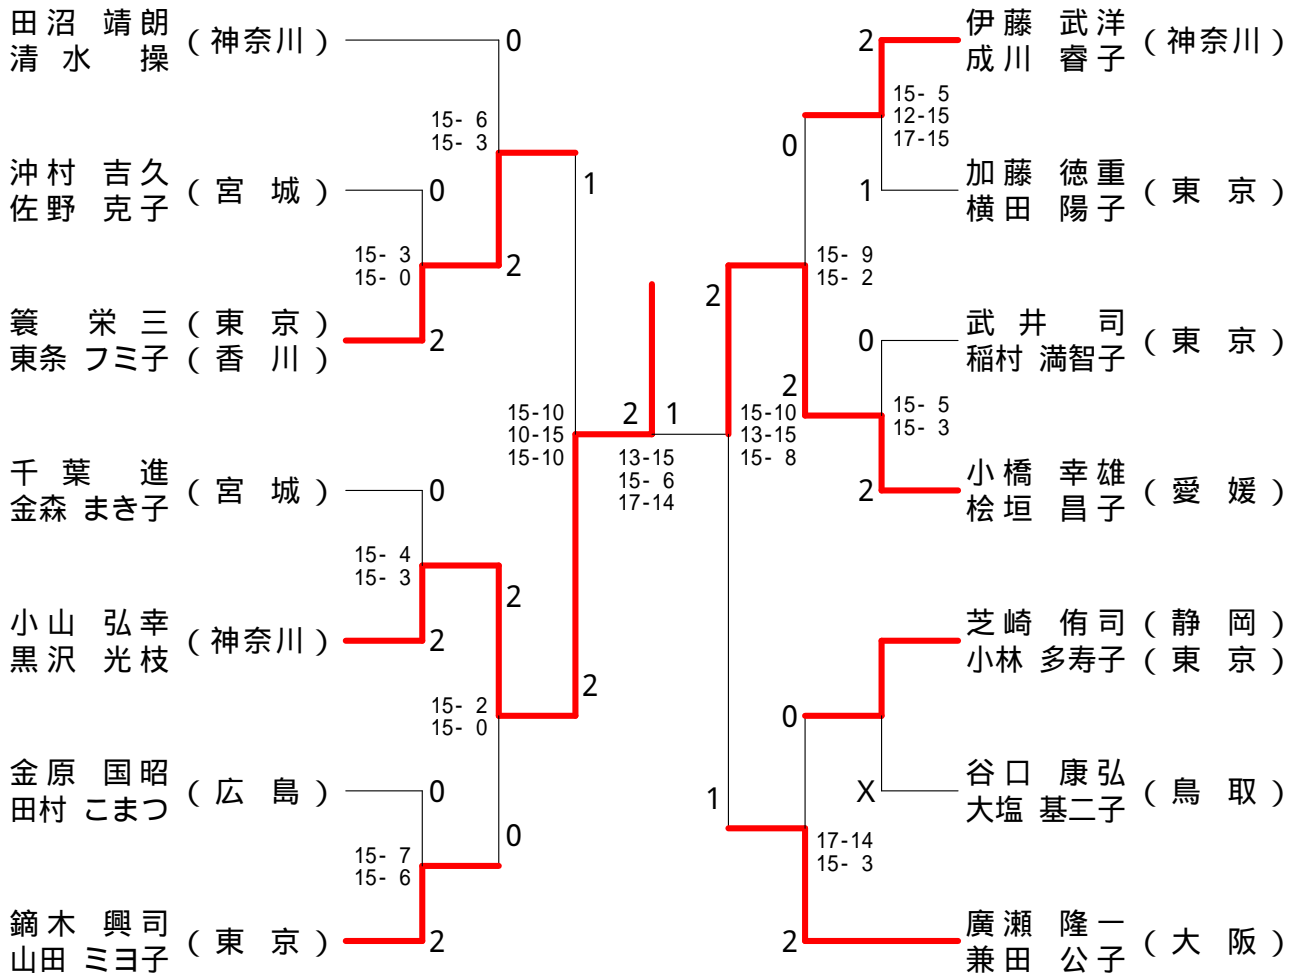 田沼 靖朗
清水 操
(神奈川)
0
15- 6
15- 3
沖村 吉久
佐野 克子
(宮 城)
0
15- 3
15- 0
2
1
簑 栄三 (東 京)
東条 フミ子 (香 川)
2
15-10
10-15
15-10
千葉 進
金森 まき子
(宮 城)
0
15- 4
15- 3
2
小山 弘幸
黒沢 光枝
(神奈川)
2
15- 2
15- 0
2
金原 国昭
田村 こまつ
(広 島)
0
15- 7
15- 6
0
鏑木 興司
山田 ミヨ子
(東 京)
2
2
1
13-15
15- 6
17-14
伊藤 武洋
成川 睿子
(神奈川)
2
15- 5
12-15
17-15
0
加藤 徳重
横田 陽子
(東 京)
1
15- 9
15- 2
2
武井 司
稲村 満智子
(東 京)
0
2
15- 5
15- 3
15-10
13-15
15- 8
小橋 幸雄
桧垣 昌子
(愛 媛)
2
芝崎 侑司 (静 岡)
小林 多寿子 (東 京)
0
谷口 康弘
大塩 基二子
(鳥 取)
X
1
17-14
15- 3
廣瀬 隆一
兼田 公子
(大 阪)
2